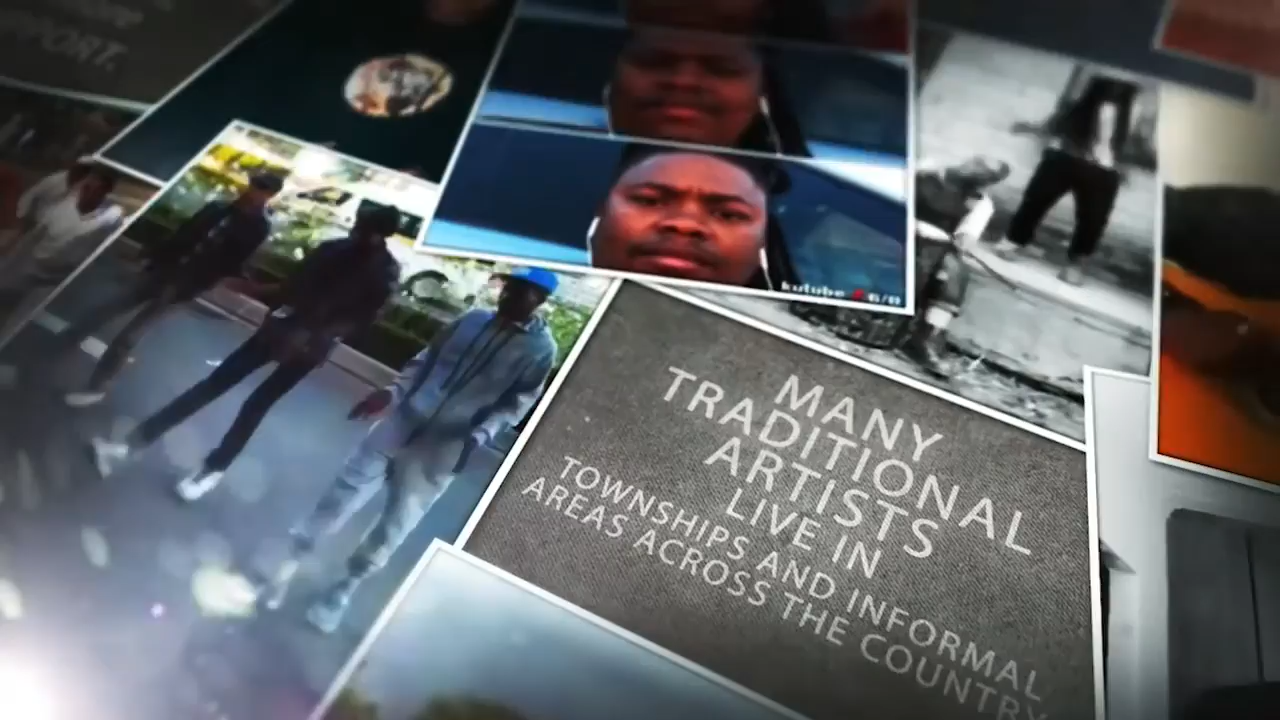 MANY
TRADITIONAL
ARTISTS
LIVE IN
TOWNSHIPS AND INFORMAL
AREAS ACROSS THE COUNTRY